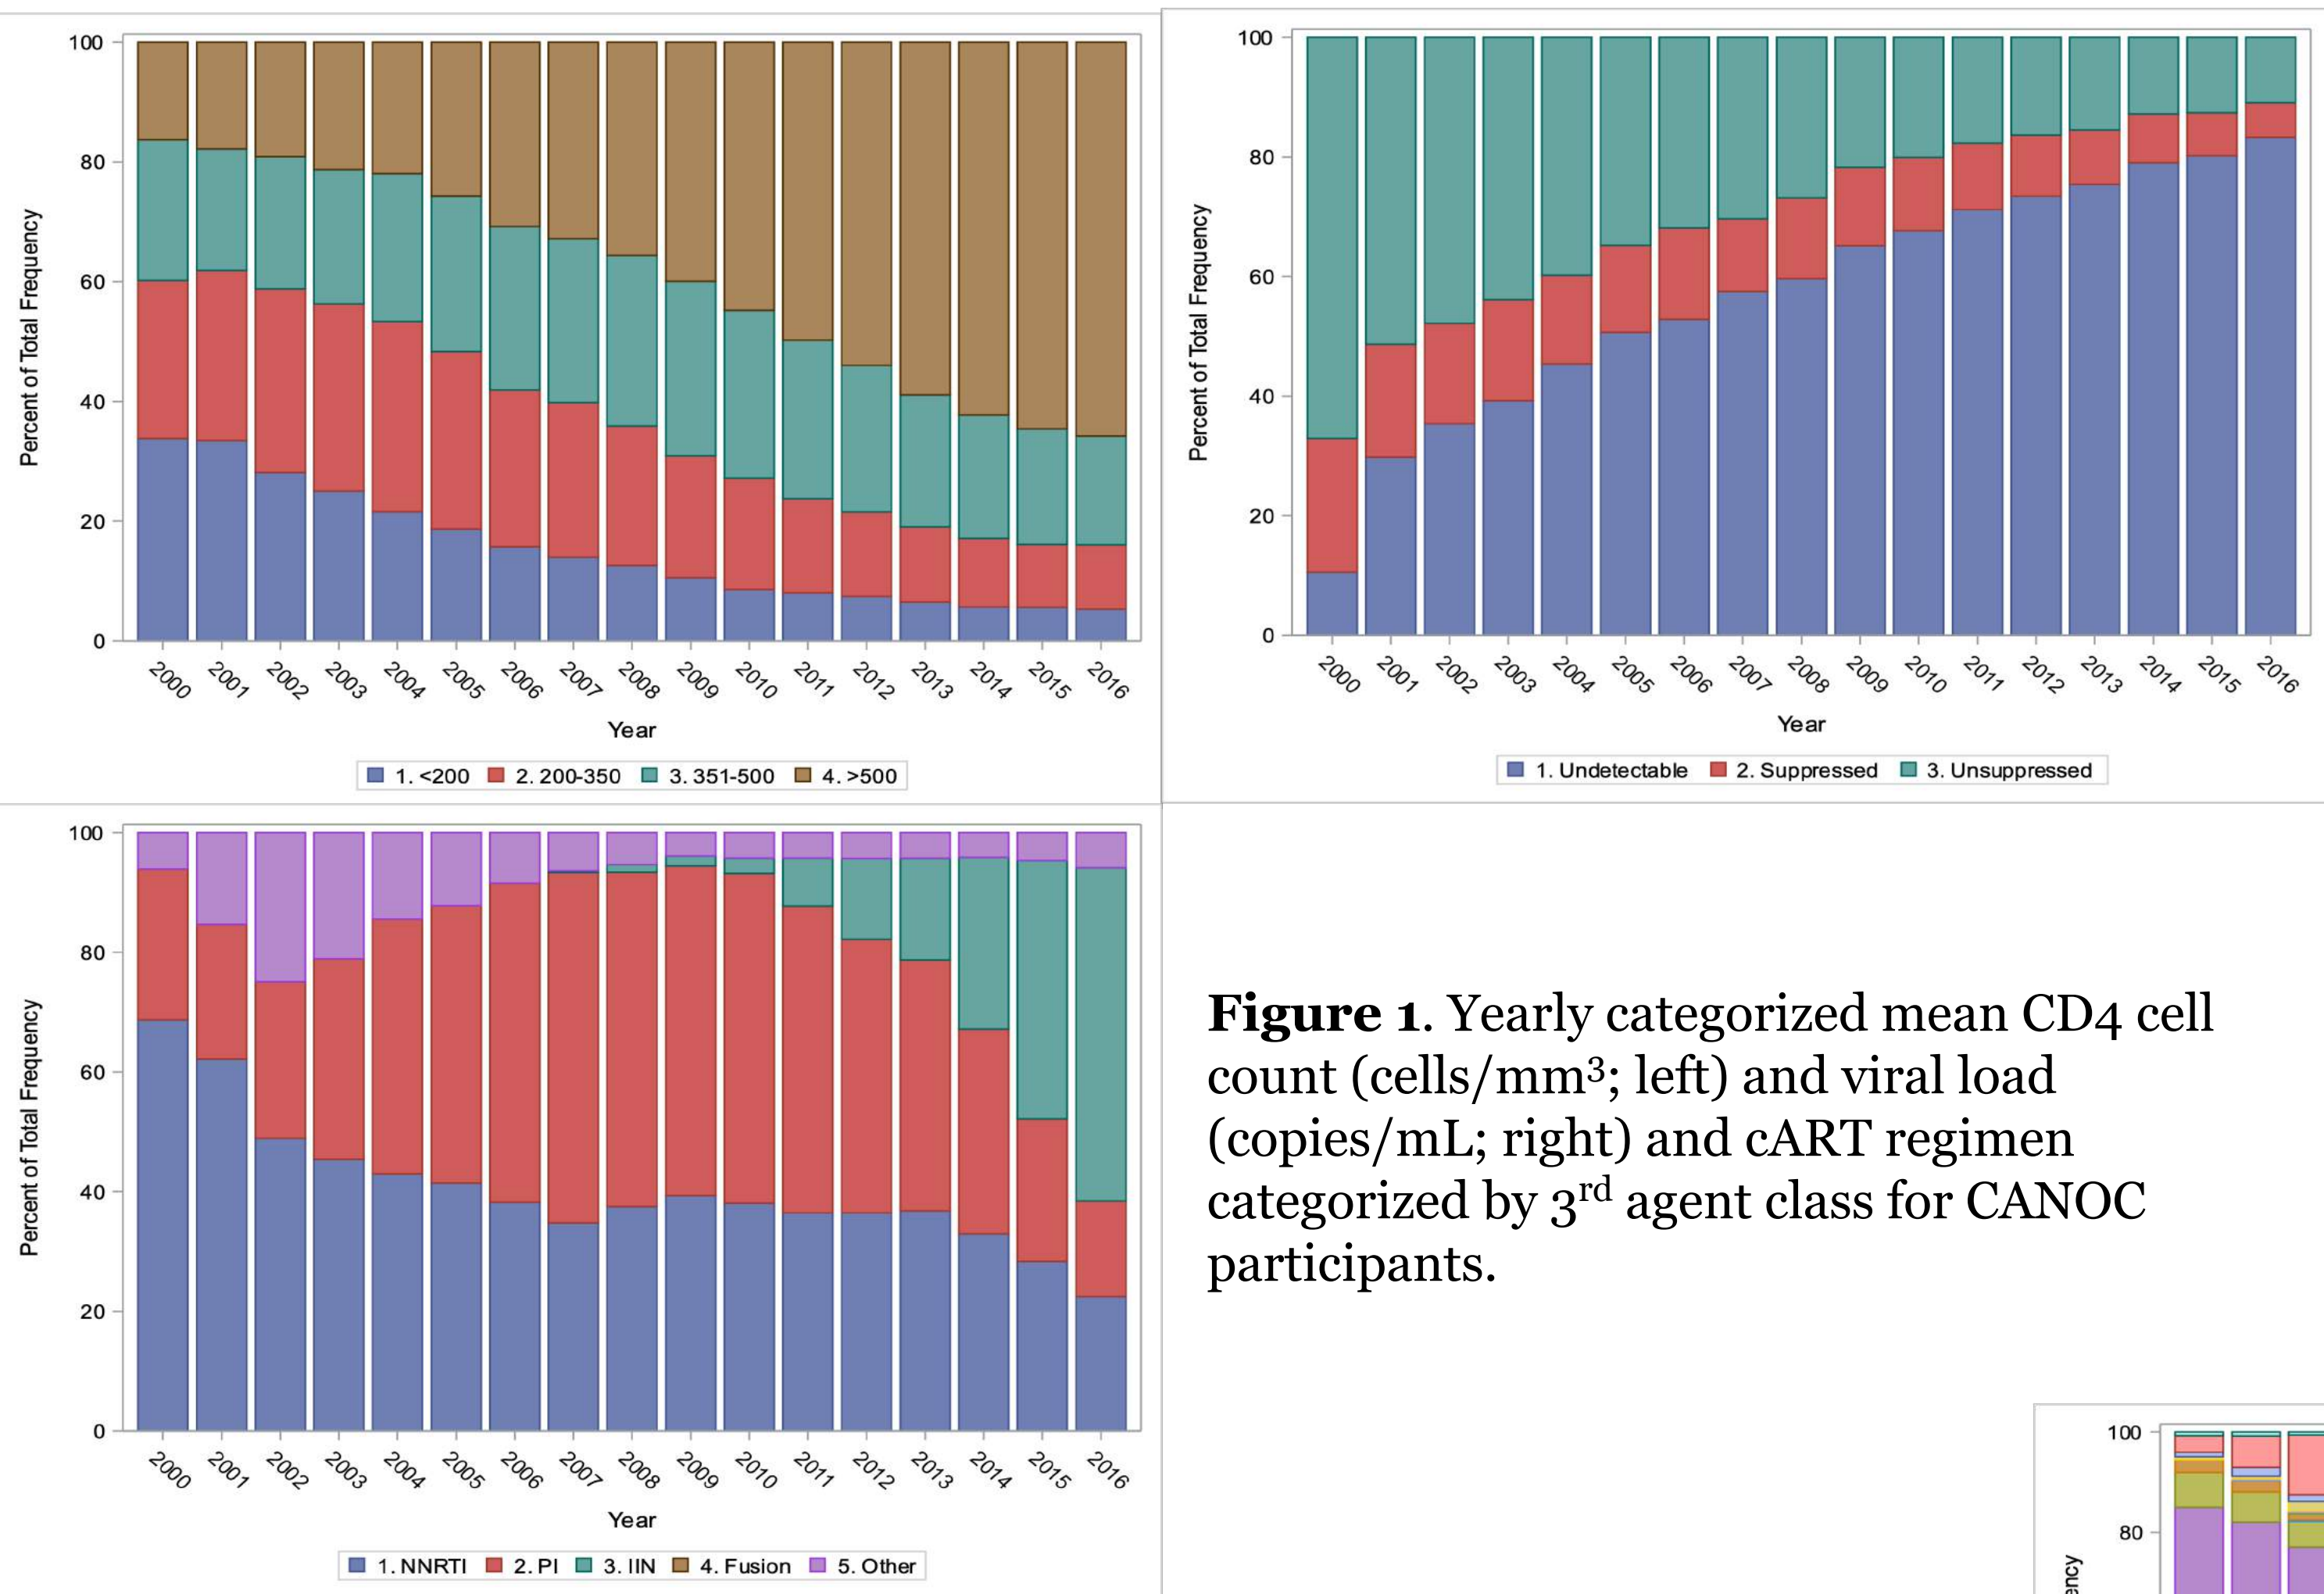 100
80
60
40
20
0
Percent of Total Frequency
2000 2001 2002 2003 2004 2005 2006 2007 2008 2009 2010 2011 2012 2013 2014 2015 2016
Year
1. <200 2. 200-350 3. 351-500 4. >500
100
80
60
40
20
0
Percent of Total Frequency
2000 2001 2002 2003 2004 2005 2006 2007 2008 2009 2010 2011 2012 2013 2014 2015 2016
Year
1. Undetectable 2. Suppressed 3. Unsuppressed
100
80
60
40
20
0
Percent of Total Frequency
2000 2001 2002 2003 2004 2005 2006 2007 2008 2009 2010 2011 2012 2013 2014 2015 2016
Year
1. NNRTI 2. PI 3. IIN 4. Fusion 5. Other
Figure 1. Yearly categorized mean CD4 cell
count (cells/mm³; left) and viral load
(copies/mL; right) and cART regimen
categorized by 3rd agent class for CANOC
participants.
100
80
ency